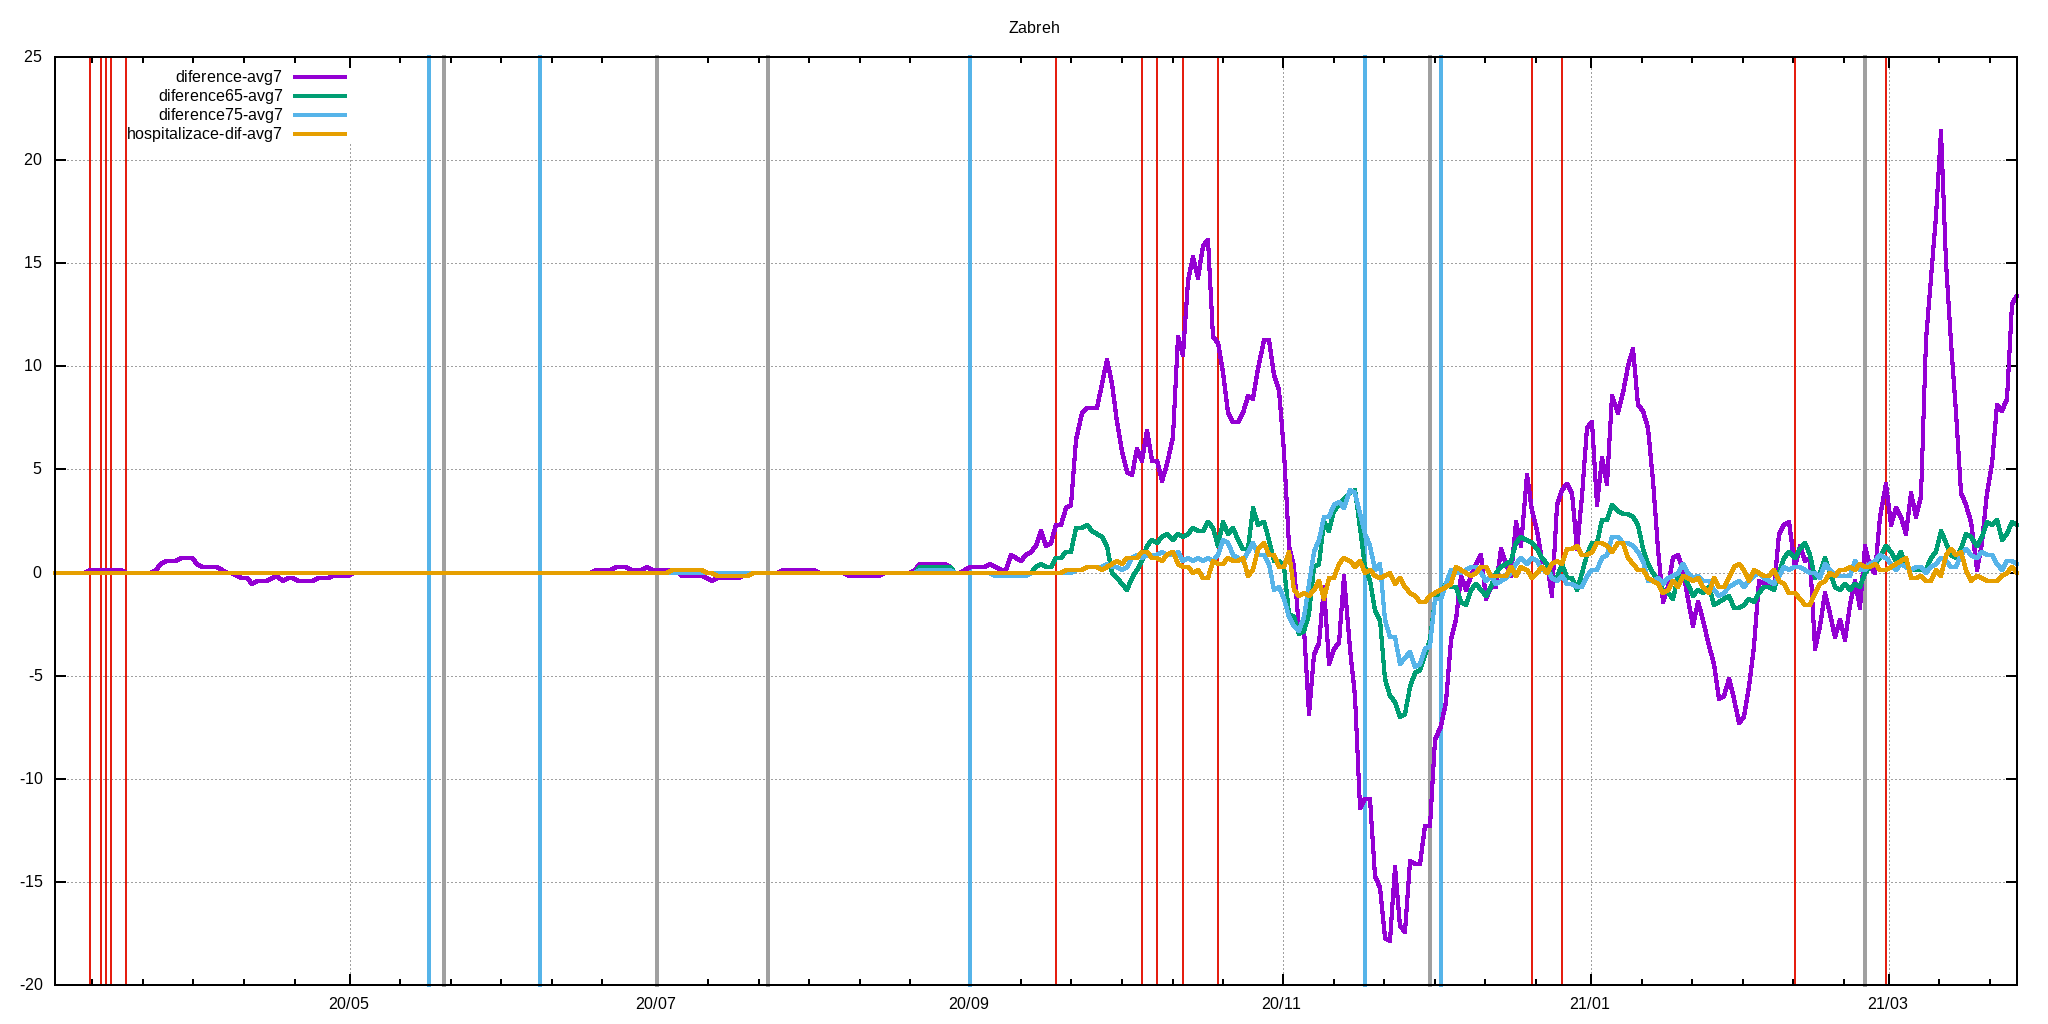 Zabreh
25
diference-avg7
diference65-avg7
diference75-avg7
hospitalizace-dif-avg7
20
15
10
5
0
-5
-10
-15
-20
20/05 20/07 20/09 20/11 21/01 21/03